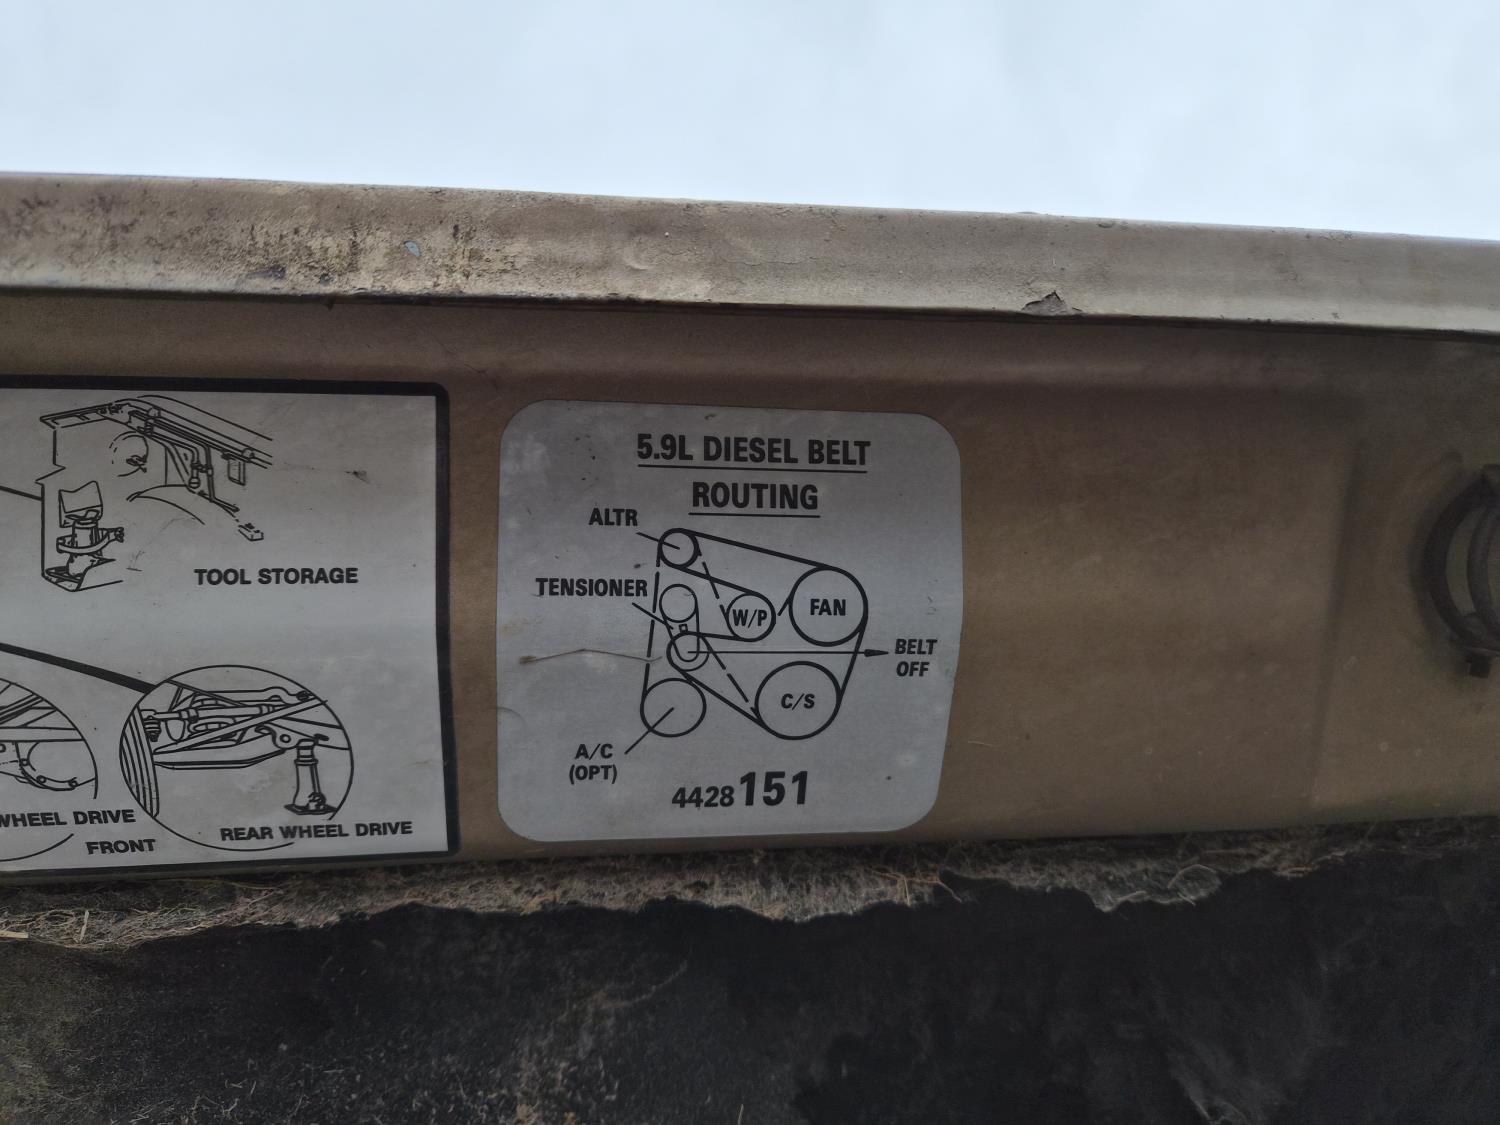 TOOL STORAGE
WHEEL DRIVE
FRONT
REAR WHEEL DRIVE
5.9L DIESEL BELT
ROUTING
ALTR
TENSIONER
W/P
FAN
BELT
OFF
C/S
A/C
(OPT)
4428151